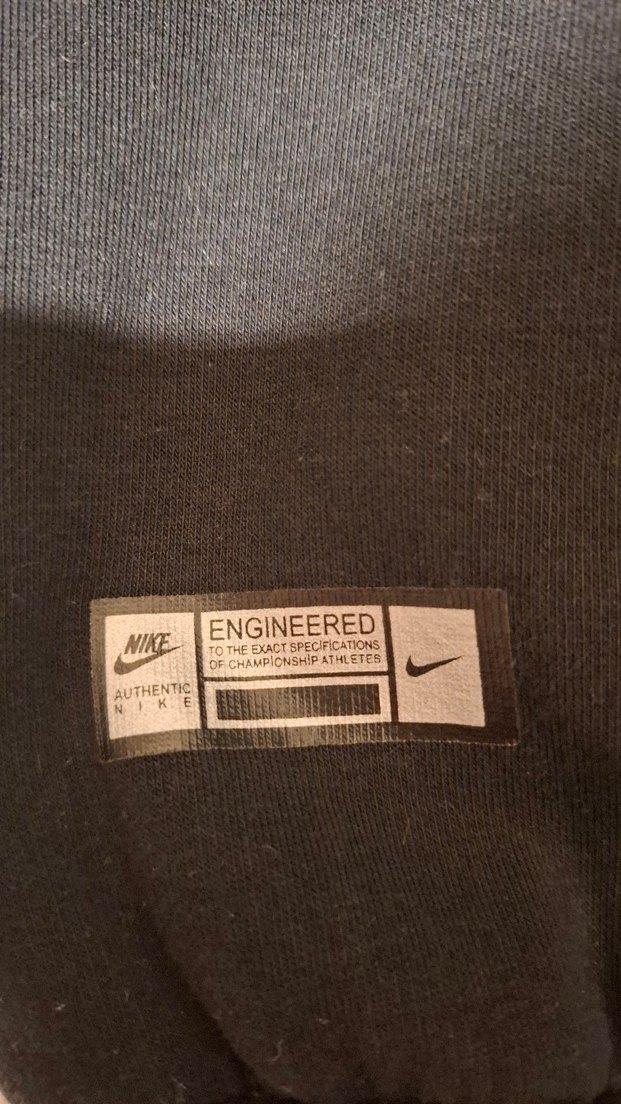 NIKE
AUTHENTIC
NIKE
ENGINEERED
TO THE EXACT SPECIFICATIONS
OF CHAMPIONSHIP ATHLETES